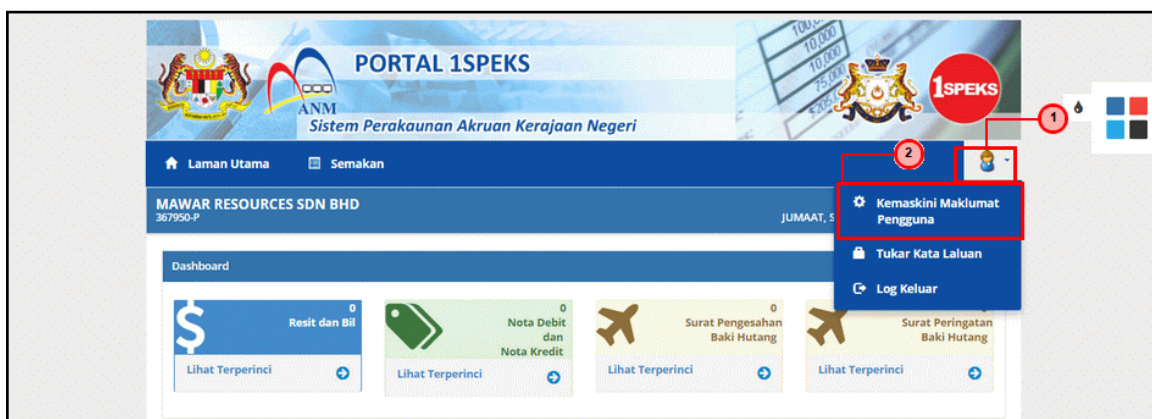 PORTAL 1SPEKS
ANM
Sistem Perakaunan Akruan Kerajaan Negeri
1SPEKS
1
Laman Utama
Semakan
2
MAWAR RESOURCES SDN BHD
367950-P
JUMAAT, S
Kemaskini Maklumat
Pengguna
Tukar Kata Laluan
Log Keluar
Dashboard
0
Resit dan Bil
Lihat Terperinci
0
Nota Debit
dan
Nota Kredit
Lihat Terperinci
0
Surat Pengesahan
Baki Hutang
Lihat Terperinci
Surat Peringatan
Baki Hutang
Lihat Terperinci